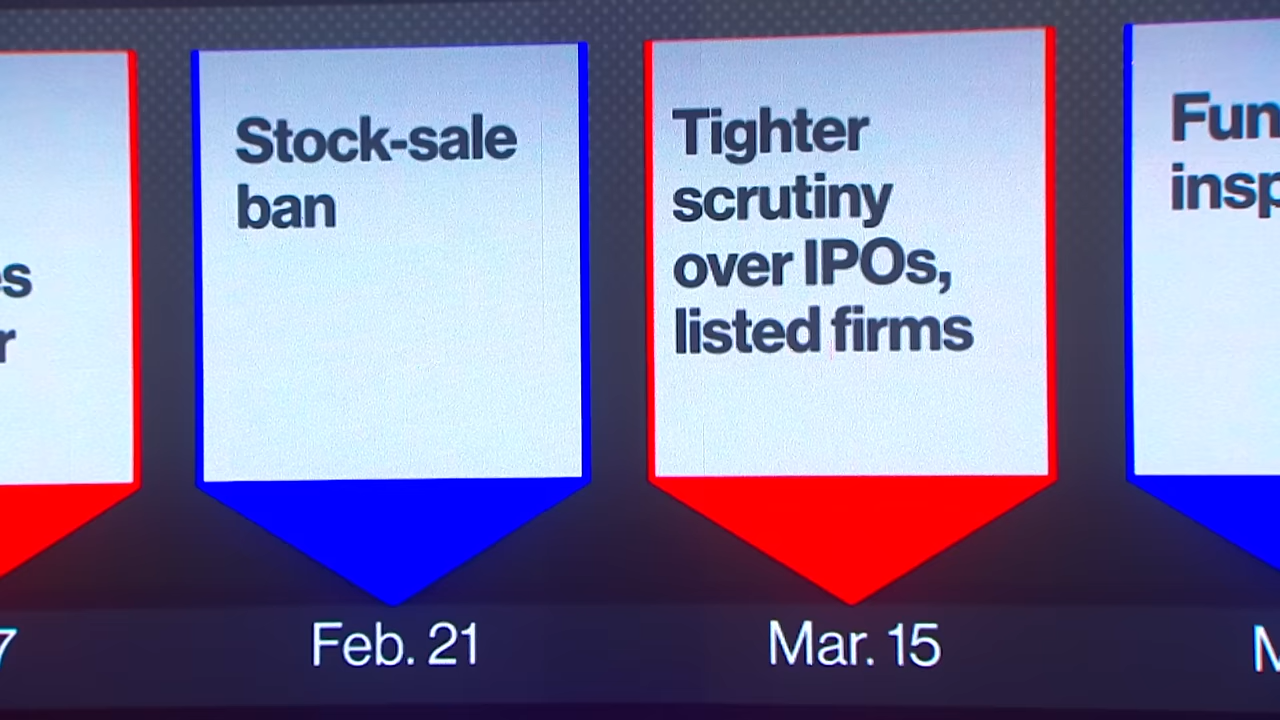 Stock-sale
ban
Feb. 21
Tighter
scrutiny
over IPOs,
listed firms
Mar. 15